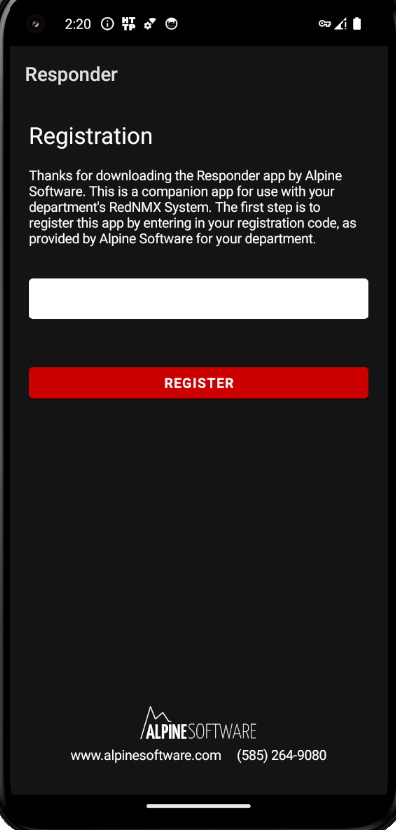 2:20 HTTP
Responder
Registration
Thanks for downloading the Responder app by Alpine
Software. This is a companion app for use with your
department's RedNMX System. The first step is to
register this app by entering in your registration code, as
provided by Alpine Software for your department.
REGISTER
ALPINESOFTWARE
www.alpinesoftware.com (585) 264-9080